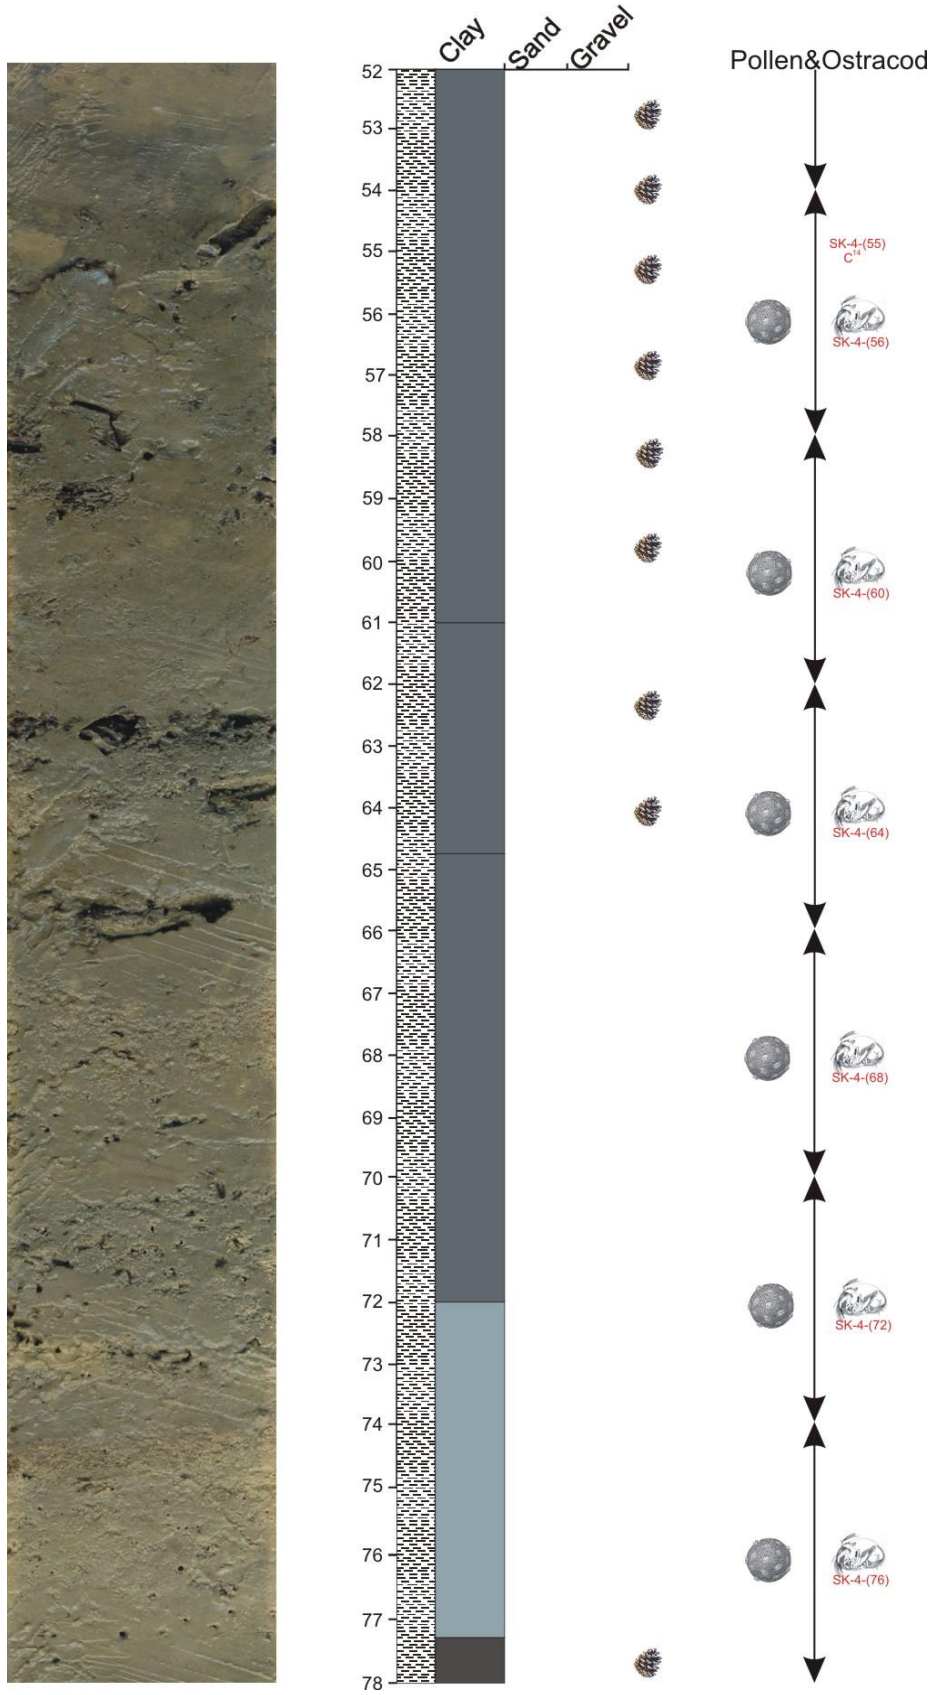 Clay Sand Gravel
Pollen&Ostracod
52
53
54
55
SK-4-(55)
C14
56
SK-4-(56)
57
58
59
60
SK-4-(60)
61
62
63
64
SK-4-(64)
65
66
67
68
SK-4-(68)
69
70
71
72
SK-4-(72)
73
74
75
76
SK-4-(76)
77
78